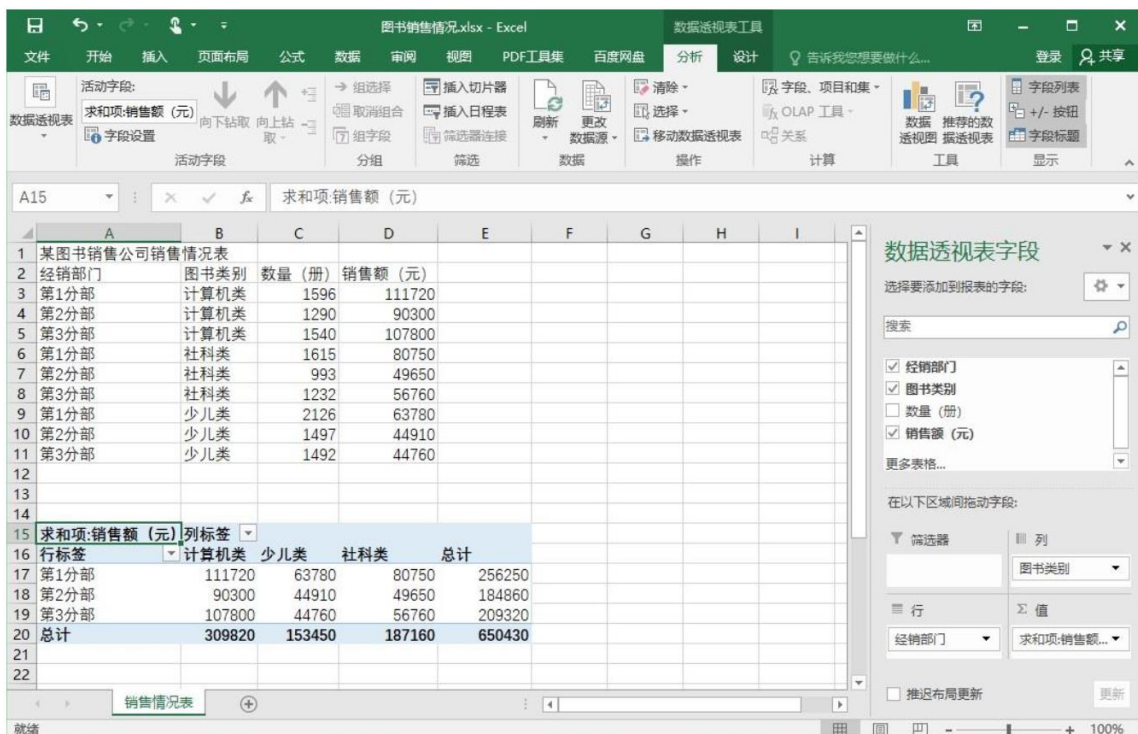 图书销售情况.xlsx - Excel 数据透视表工具
文件 开始 插入 页面布局 公式 数据 审阅 视图 PDF工具集 百度网盘 分析 设计 告诉我您想要做什么... 登录 共享
数据透视表
活动字段:
求和项:销售额 (元)
字段设置
向下钻取 向上钻取
活动字段
组选择
取消组合
组字段
分组
插入切片器
插入日程表
筛选器连接
筛选
刷新 更改数据源
数据
清除
选择
移动数据透视表
操作
字段、项目和集
OLAP 工具
关系
计算
数据透视图 推荐的数据透视表
工具
字段列表
+/- 按钮
字段标题
显示
A15 fx 求和项:销售额 (元)
A B C D E F G H I
1 某图书销售公司销售情况表
2 经销部门 图书类别 数量 (册) 销售额 (元)
3 第1分部 计算机类 1596 111720
4 第2分部 计算机类 1290 90300
5 第3分部 计算机类 1540 107800
6 第1分部 社科类 1615 80750
7 第2分部 社科类 993 49650
8 第3分部 社科类 1232 56760
9 第1分部 少儿类 2126 63780
10 第2分部 少儿类 1497 44910
11 第3分部 少儿类 1492 44760
12
13
14
15 求和项:销售额 (元) 列标签
16 行标签 计算机类 少儿类 社科类 总计
17 第1分部 111720 63780 80750 256250
18 第2分部 90300 44910 49650 184860
19 第3分部 107800 44760 56760 209320
20 总计 309820 153450 187160 650430
21
22
销售情况表
就绪
100%
数据透视表字段
选择要添加到报表的字段:
搜索
经销部门
图书类别
数量 (册)
销售额 (元)
更多表格...
在以下区域间拖动字段:
筛选器 列
图书类别
行 Σ 值
经销部门 求和项:销售额...
推迟布局更新 更新